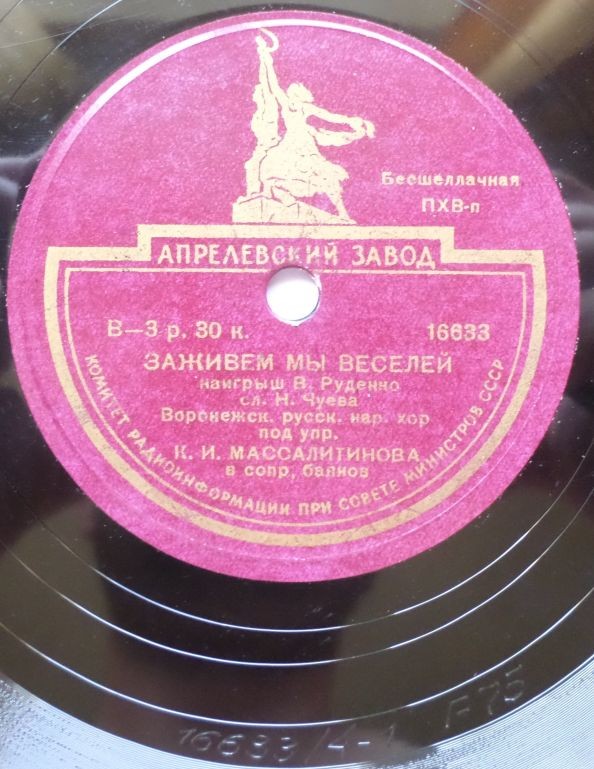 Бесшеллачная
ПХВ-п
АПРЕЛЕВСКИЙ ЗАВОД
В—3 р. 30 к.
16633
ЗАЖИВЕМ МЫ ВЕСЕЛЕЙ
наигрыш В. Руденко
сл. Н. Чуева
Воронежск. русск. нар. хор
под упр.
К. И. МАССАЛИТИНОВА
в сопр. баянов
КОМИТЕТ РАДИОИНФОРМАЦИИ ПРИ СОВЕТЕ МИНИСТРОВ СССР
16633/4-1 F75